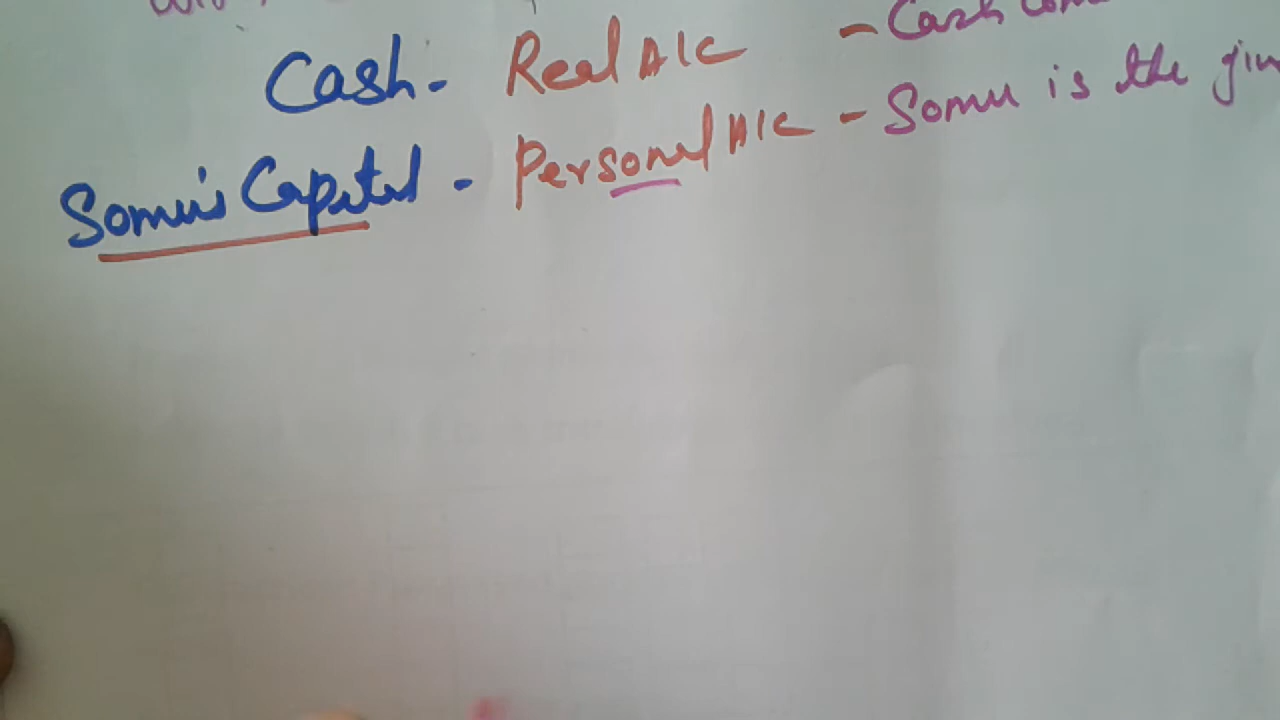 Cash - Real A/C - Cash
Somu's Capital - Personal A/C - Somu is the